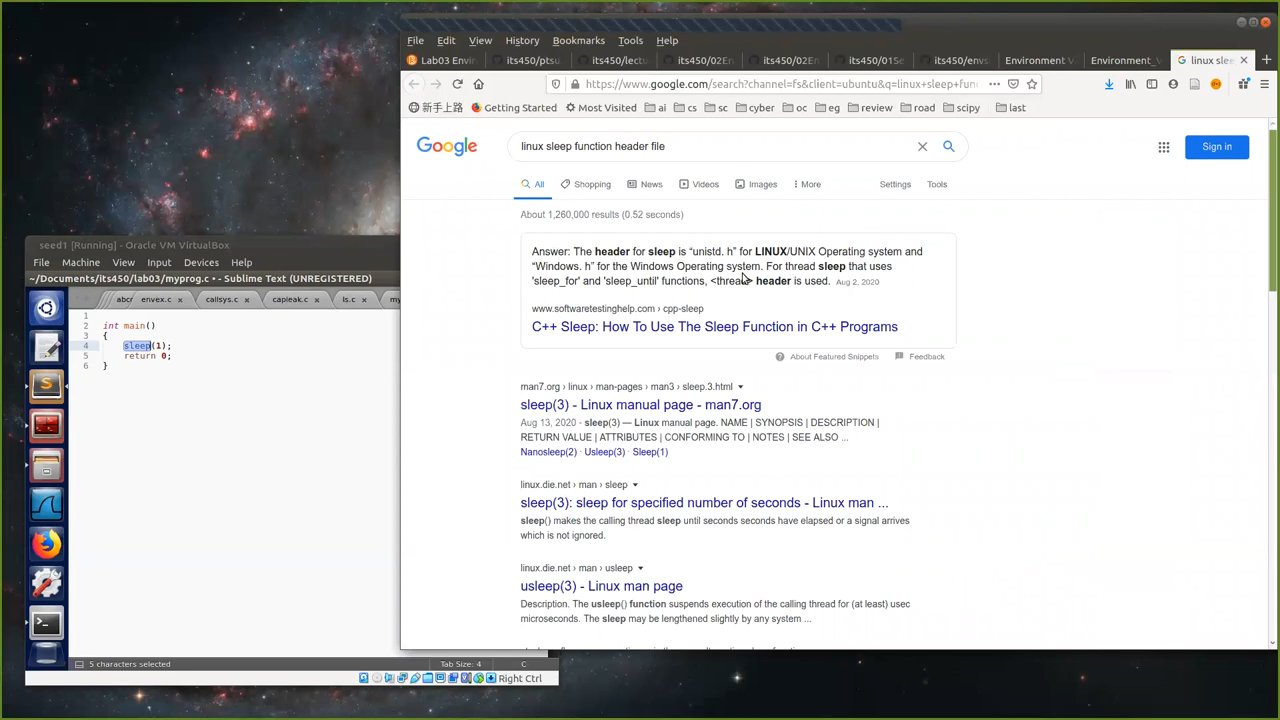 File Edit View History Bookmarks Tools Help
Lab03 Envir its450/ptsu its450/lectu its450/02En its450/02En its450/01Se its450/envs Environment V Environment_ linux slee
https://www.google.com/search?channel=fs&client=ubuntu&q=linux+sleep+func
新手上路 Getting Started Most Visited ai cs sc cyber oc eg review road scipy last
Google linux sleep function header file Sign in
All Shopping News Videos Images More Settings Tools
About 1,260,000 results (0.52 seconds)
Answer: The header for sleep is “unistd. h” for LINUX/UNIX Operating system and
“Windows. h” for the Windows Operating system. For thread sleep that uses
'sleep_for' and 'sleep_until' functions, <thread> header is used. Aug 2, 2020
www.softwaretestinghelp.com › cpp-sleep
C++ Sleep: How To Use The Sleep Function in C++ Programs
About Featured Snippets Feedback
man7.org › linux › man-pages › man3 › sleep.3.html
sleep(3) - Linux manual page - man7.org
Aug 13, 2020 - sleep(3) — Linux manual page. NAME | SYNOPSIS | DESCRIPTION |
RETURN VALUE | ATTRIBUTES | CONFORMING TO | NOTES | SEE ALSO ...
Nanosleep(2) · Usleep(3) · Sleep(1)
linux.die.net › man › sleep
sleep(3): sleep for specified number of seconds - Linux man ...
sleep() makes the calling thread sleep until seconds seconds have elapsed or a signal arrives
which is not ignored.
linux.die.net › man › usleep
usleep(3) - Linux man page
Description. The usleep() function suspends execution of the calling thread for (at least) usec
microseconds. The sleep may be lengthened slightly by any system ...
seed1 [Running] - Oracle VM VirtualBox
File Machine View Input Devices Help
~/Documents/its450/lab03/myprog.c • - Sublime Text (UNREGISTERED)
abcr envex.c callsys.c capleak.c ls.c my
1
2 int main()
3 {
4 sleep(1);
5 return 0;
6 }
5 characters selected Tab Size: 4 C
Right Ctrl